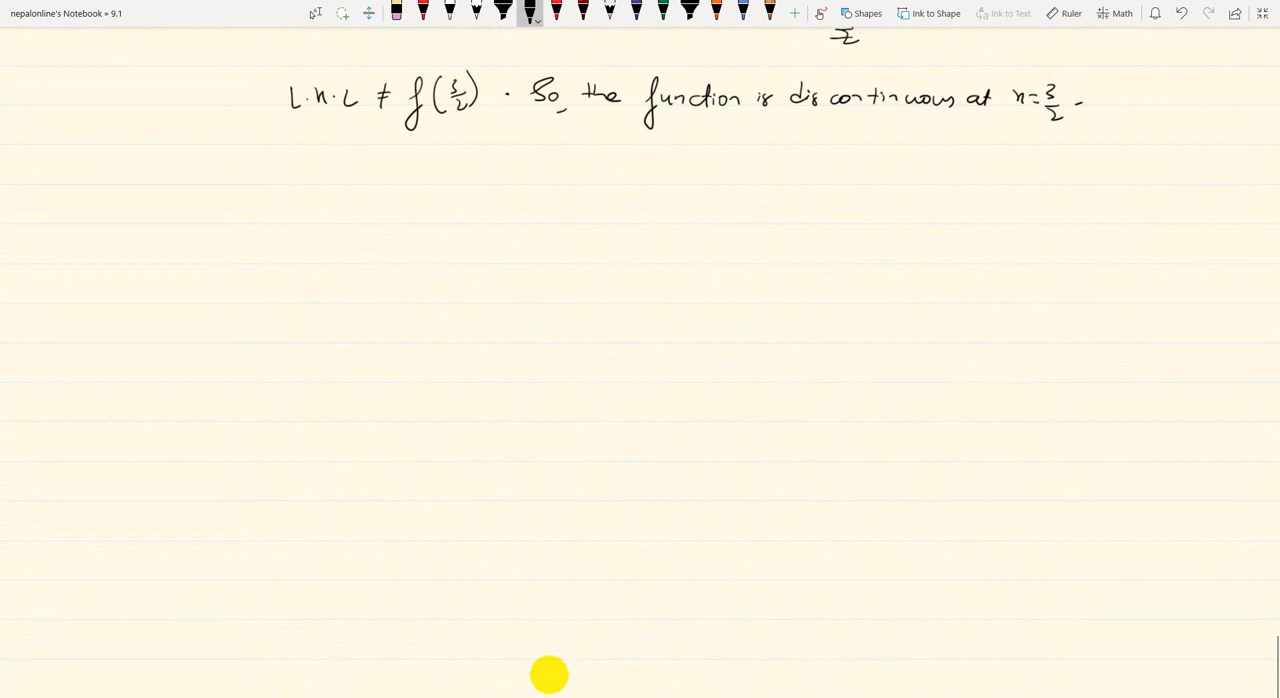 nepalonline's Notebook » 9.1
Shapes Ink to Shape Ink to Text Ruler Math
L.H.L ≠ f(3/2) . So, the function is discontinuous at x=3/2 .